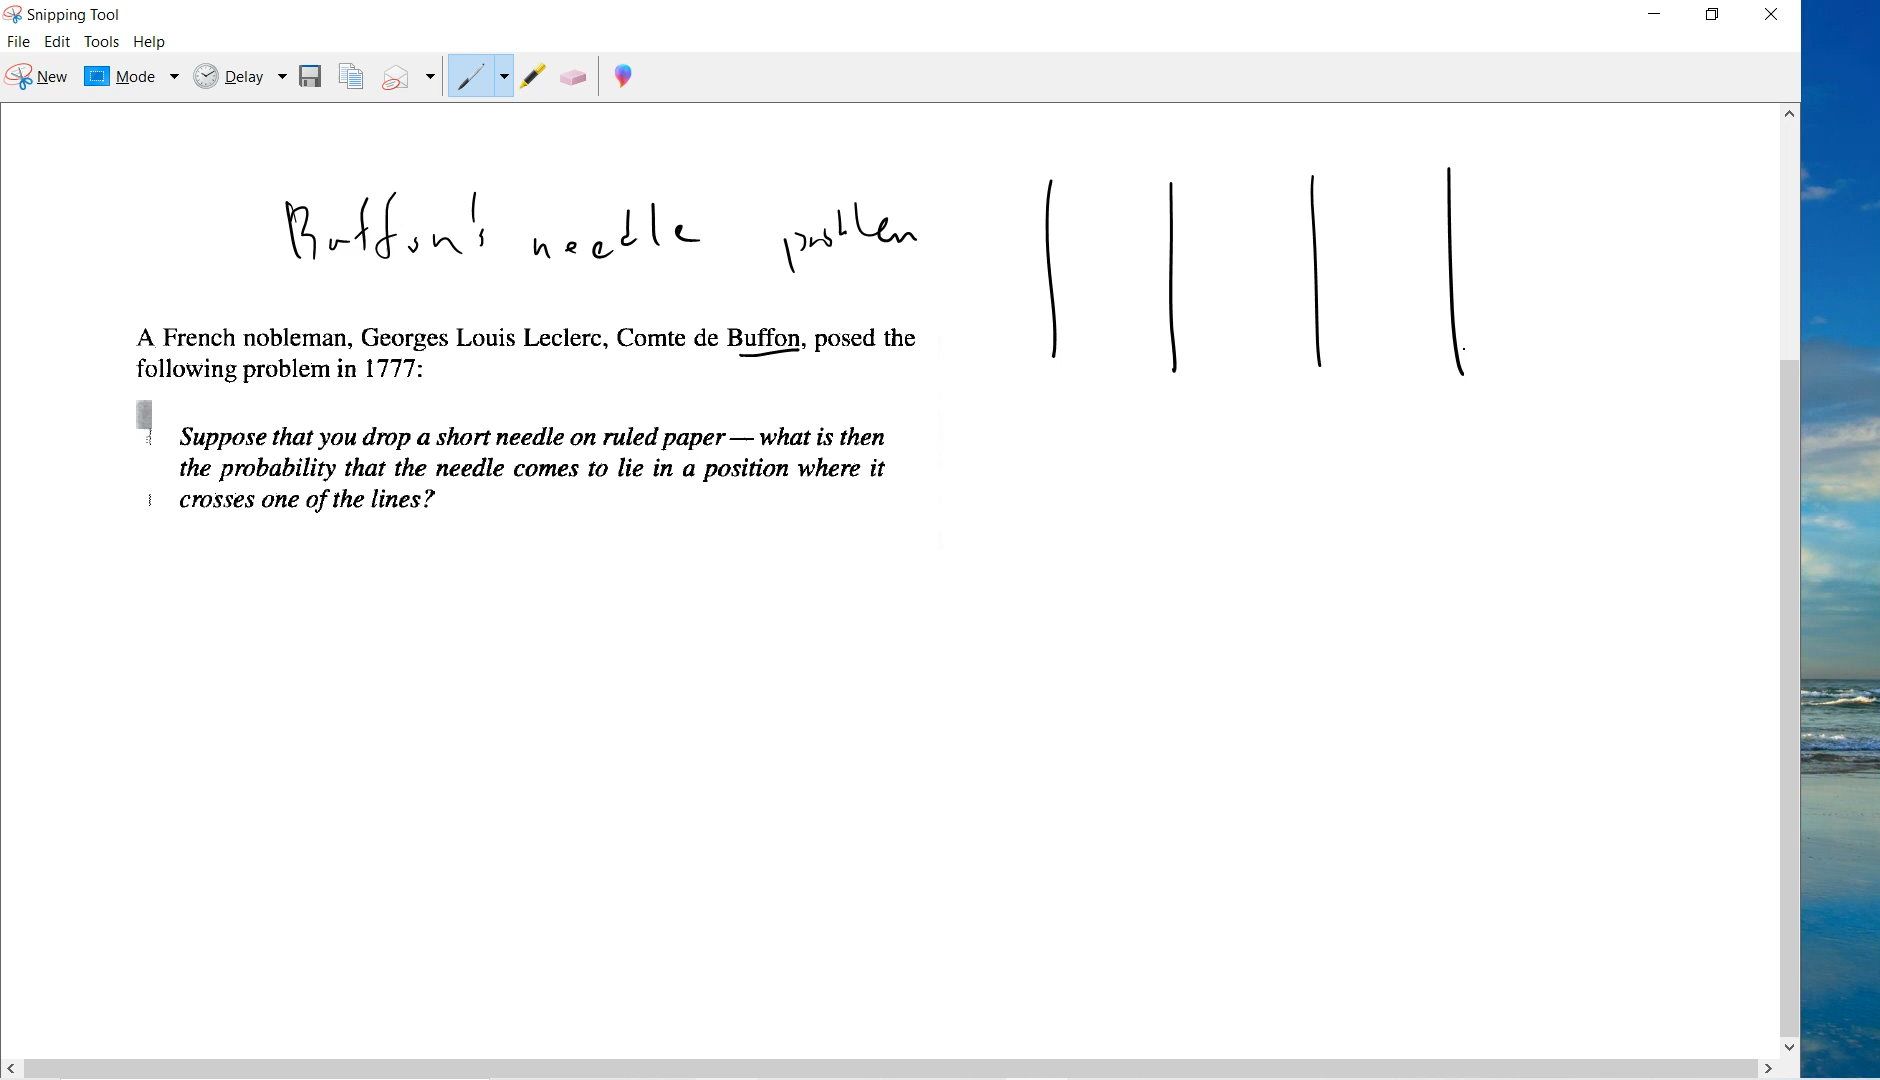 Snipping Tool
File Edit Tools Help
New Mode Delay
Buffon's needle problem
A French nobleman, Georges Louis Leclerc, Comte de Buffon, posed the
following problem in 1777:
Suppose that you drop a short needle on ruled paper — what is then
the probability that the needle comes to lie in a position where it
crosses one of the lines?